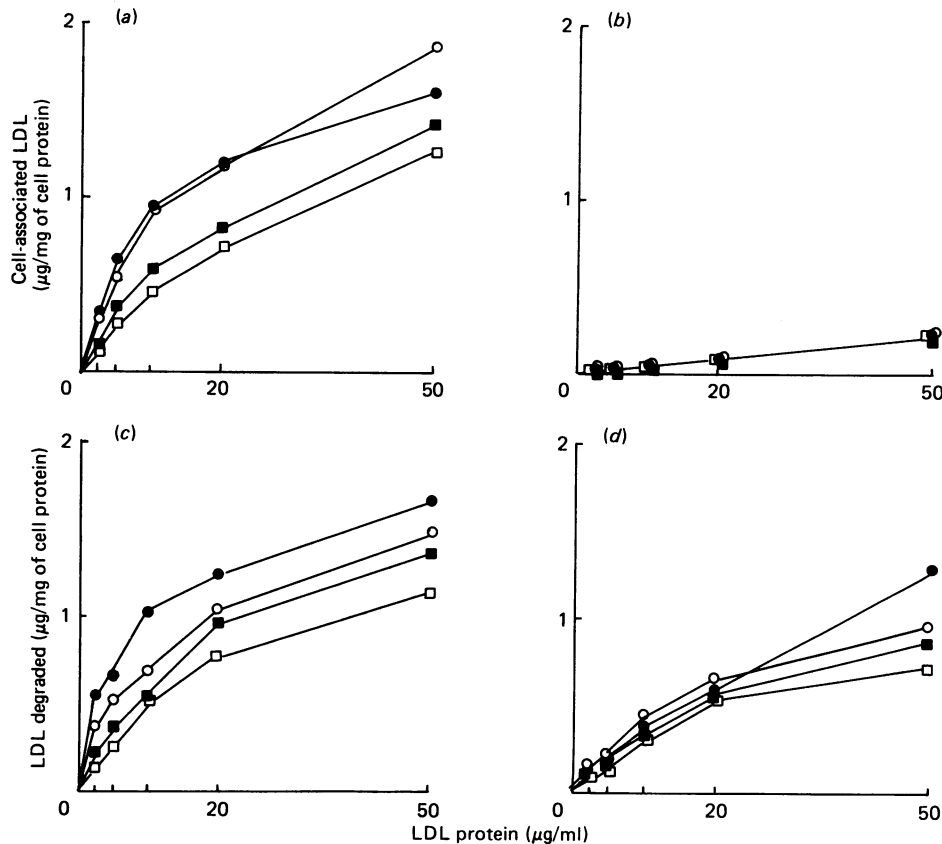 (a)
2
1
0
20
50
Cell-associated LDL
(µg/mg of cell protein)
(b)
2
1
0
20
50
(c)
2
1
0
20
50
LDL degraded (µg/mg of cell protein)
(d)
2
1
0
20
50
LDL protein (µg/ml)